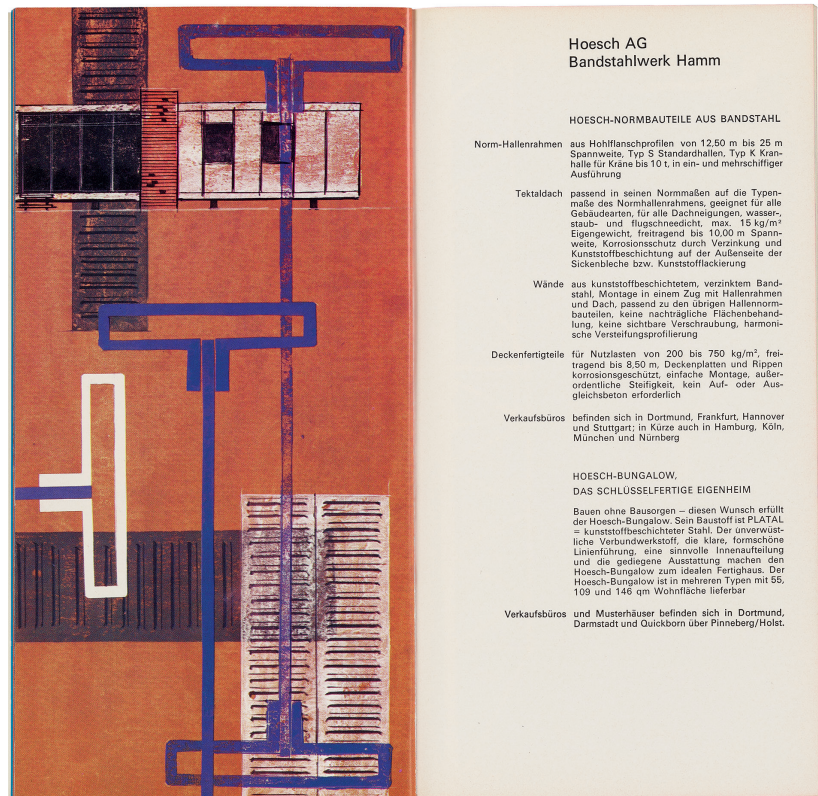 Hoesch AG
Bandstahlwerk Hamm
HOESCH-NORMBAUTEILE AUS BANDSTAHL
Norm-Hallenrahmen aus Hohlflanschprofilen von 12,50 m bis 25 m
Spannweite, Typ S Standardhallen, Typ K Kran-
halle für Kräne bis 10 t, in ein- und mehrschiffiger
Ausführung
Tektaldach passend in seinen Normmaßen auf die Typen-
maße des Normhallenrahmens, geeignet für alle
Gebäudearten, für alle Dachneigungen, wasser-,
staub- und flugschneedicht, max. 15 kg/m²
Eigengewicht, freitragend bis 10,00 m Spann-
weite, Korrosionsschutz durch Verzinkung und
Kunststoffbeschichtung auf der Außenseite der
Sickenbleche bzw. Kunststofflackierung
Wände aus kunststoffbeschichtetem, verzinktem Band-
stahl, Montage in einem Zug mit Hallenrahmen
und Dach, passend zu den übrigen Hallennorm-
bauteilen, keine nachträgliche Flächenbehand-
lung, keine sichtbare Verschraubung, harmoni-
sche Versteifungsprofilierung
Deckenfertigteile für Nutzlasten von 200 bis 750 kg/m², frei-
tragend bis 8,50 m, Deckenplatten und Rippen
korrosionsgeschützt, einfache Montage, außer-
ordentliche Steifigkeit, kein Auf- oder Aus-
gleichsbeton erforderlich
Verkaufsbüros befinden sich in Dortmund, Frankfurt, Hannover
und Stuttgart; in Kürze auch in Hamburg, Köln,
München und Nürnberg
HOESCH-BUNGALOW,
DAS SCHLÜSSELFERTIGE EIGENHEIM
Bauen ohne Bausorgen – diesen Wunsch erfüllt
der Hoesch-Bungalow. Sein Baustoff ist PLATAL
= kunststoffbeschichteter Stahl. Der unverwüst-
liche Verbundwerkstoff, die klare, formschöne
Linienführung, eine sinnvolle Innenaufteilung
und die gediegene Ausstattung machen den
Hoesch-Bungalow zum idealen Fertighaus. Der
Hoesch-Bungalow ist in mehreren Typen mit 55,
109 und 146 qm Wohnfläche lieferbar
Verkaufsbüros und Musterhäuser befinden sich in Dortmund,
Darmstadt und Quickborn über Pinneberg/Holst.